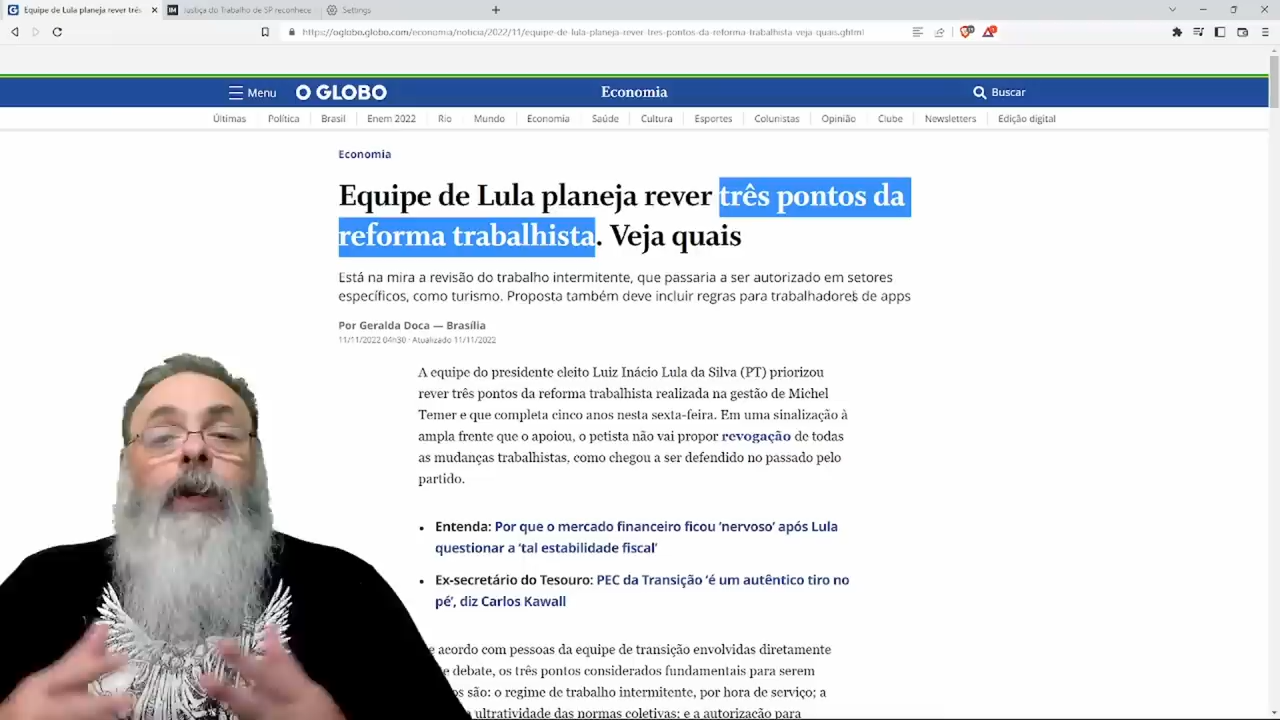 Equipe de Lula planeja rever três
Justiça do Trabalho de SP reconhece
Settings
https://oglobo.globo.com/economia/noticia/2022/11/equipe-de-lula-planeja-rever-tres-pontos-da-reforma-trabalhista-veja-quais.ghtml
Menu
O GLOBO
Economia
Buscar
Últimas Política Brasil Enem 2022 Rio Mundo Economia Saúde Cultura Esportes Colunistas Opinião Clube Newsletters Edição digital
Economia
Equipe de Lula planeja rever três pontos da
reforma trabalhista. Veja quais
Está na mira a revisão do trabalho intermitente, que passaria a ser autorizado em setores
específicos, como turismo. Proposta também deve incluir regras para trabalhadores de apps
Por Geralda Doca — Brasília
11/11/2022 04h30 · Atualizado 11/11/2022
A equipe do presidente eleito Luiz Inácio Lula da Silva (PT) priorizou
rever três pontos da reforma trabalhista realizada na gestão de Michel
Temer e que completa cinco anos nesta sexta-feira. Em uma sinalização à
ampla frente que o apoiou, o petista não vai propor revogação de todas
as mudanças trabalhistas, como chegou a ser defendido no passado pelo
partido.
• Entenda: Por que o mercado financeiro ficou ‘nervoso’ após Lula
questionar a ‘tal estabilidade fiscal’
• Ex-secretário do Tesouro: PEC da Transição ‘é um autêntico tiro no
pé’, diz Carlos Kawall
e acordo com pessoas da equipe de transição envolvidas diretamente
e debate, os três pontos considerados fundamentais para serem
os são: o regime de trabalho intermitente, por hora de serviço; a
ultratividade das normas coletivas; e a autorização para